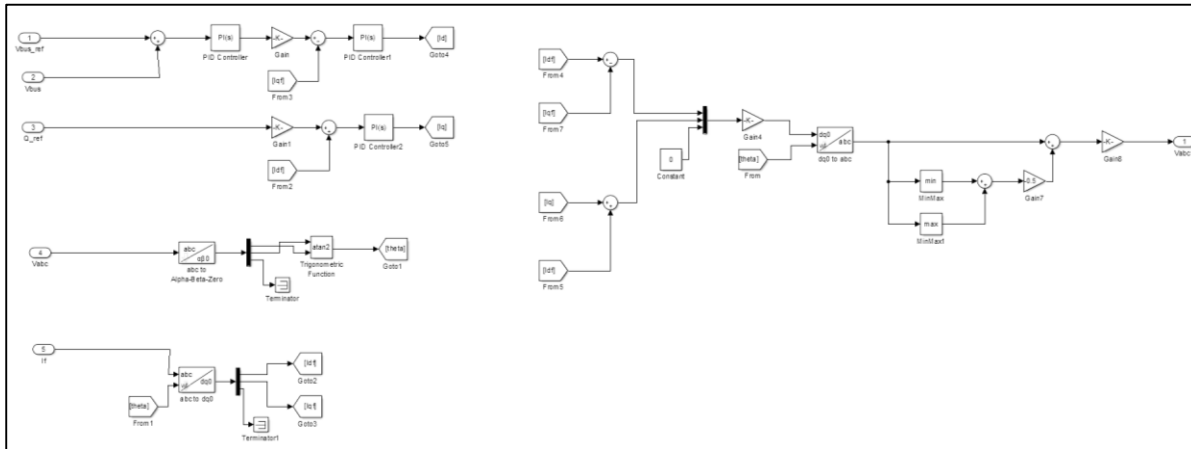 1
Vbus_ref
PI(s)
PID Controller
-K-
Gain
PI(s)
PID Controller1
[Id]
Goto4
2
Vbus
[Iqf]
From3
3
Q_ref
-K-
Gain1
PI(s)
PID Controller2
[Iq]
Goto5
[Idf]
From2
4
Vabc
abc
αβ0
abc to
Alpha-Beta-Zero
atan2
Trigonometric
Function
[theta]
Goto1
Terminator
5
If
abc
dq0
abc to dq0
[theta]
From1
[Idf]
Goto2
[Iqf]
Goto3
Terminator1
[Idf]
From4
[Iqf]
From7
0
Constant
[Iq]
From6
[Idf]
From5
-K-
Gain4
[theta]
From
dq0
abc
dq0 to abc
min
MinMax
max
MinMax1
-0.5
Gain7
-K-
Gain6
1
Vabc